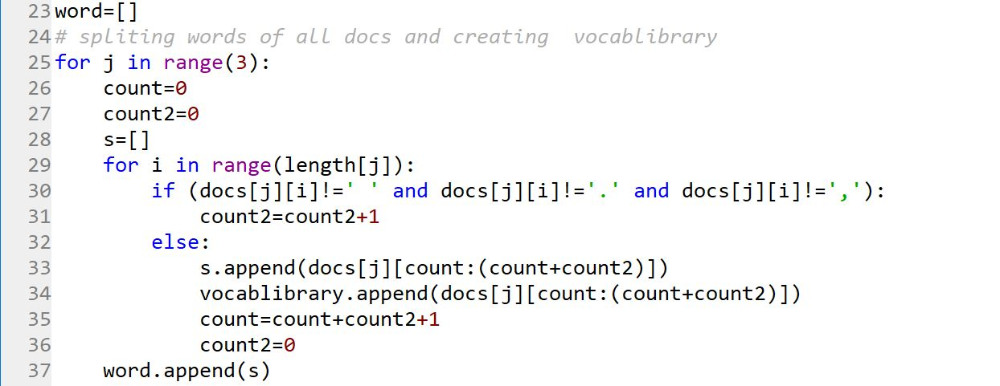 23 word=[]
24 # spliting words of all docs and creating  vocablibrary
25 for j in range(3):
26     count=0
27     count2=0
28     s=[]
29     for i in range(length[j]):
30         if (docs[j][i]!=' ' and docs[j][i]!='.' and docs[j][i]!=','):
31             count2=count2+1
32         else:
33             s.append(docs[j][count:(count+count2)])
34             vocablibrary.append(docs[j][count:(count+count2)])
35             count=count+count2+1
36             count2=0
37     word.append(s)